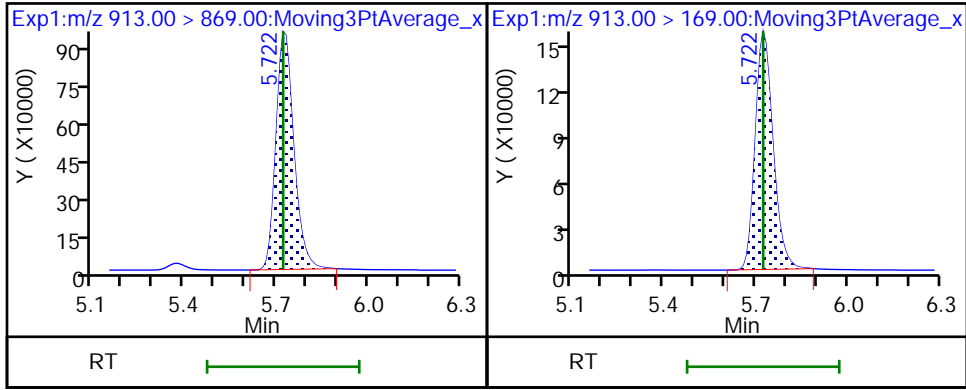 Exp1:m/z 913.00 > 869.00:Moving3PtAverage_x
5.722
Y ( X10000)
90
75
60
45
30
15
0
5.1 5.4 5.7 6.0 6.3
Min
RT
Exp1:m/z 913.00 > 169.00:Moving3PtAverage_x
5.722
Y ( X10000)
15
12
9
6
3
0
5.1 5.4 5.7 6.0 6.3
Min
RT